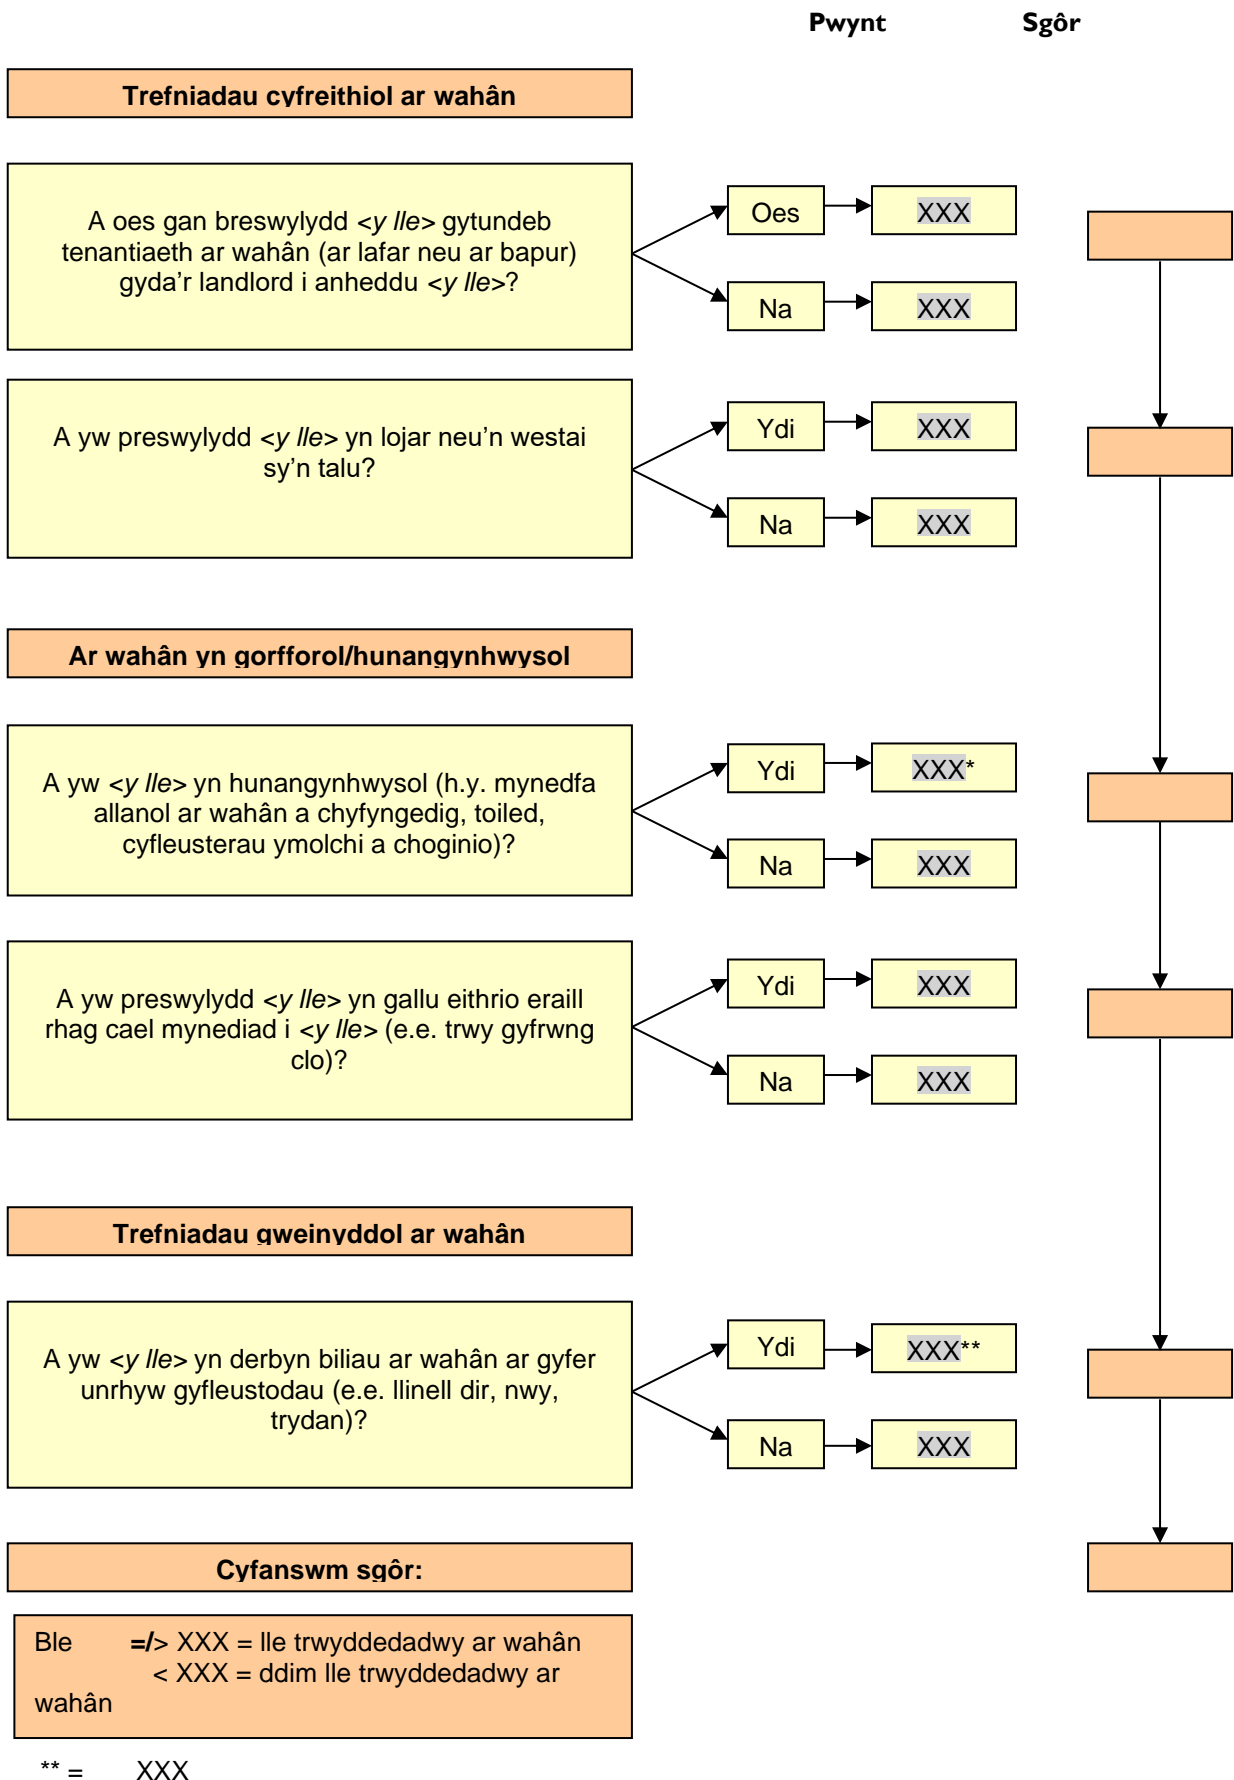 Pwynt Sgôr
Trefniadau cyfreithiol ar wahân
A oes gan breswylydd <y lle> gytundeb
tenantiaeth ar wahân (ar lafar neu ar bapur)
gyda'r landlord i anheddu <y lle>?
Oes XXX
Na XXX
A yw preswylydd <y lle> yn lojar neu'n westai
sy'n talu?
Ydi XXX
Na XXX
Ar wahân yn gorfforol/hunangynhwysol
A yw <y lle> yn hunangynhwysol (h.y. mynedfa
allanol ar wahân a chyfyngedig, toiled,
cyfleusterau ymolchi a choginio)?
Ydi XXX*
Na XXX
A yw preswylydd <y lle> yn gallu eithrio eraill
rhag cael mynediad i <y lle> (e.e. trwy gyfrwng
clo)?
Ydi XXX
Na XXX
Trefniadau gweinyddol ar wahân
A yw <y lle> yn derbyn biliau ar wahân ar gyfer
unrhyw gyfleustodau (e.e. llinell dir, nwy,
trydan)?
Ydi XXX**
Na XXX
Cyfanswm sgôr:
Ble =/> XXX = lle trwyddedadwy ar wahân
< XXX = ddim lle trwyddedadwy ar
wahân
** = XXX